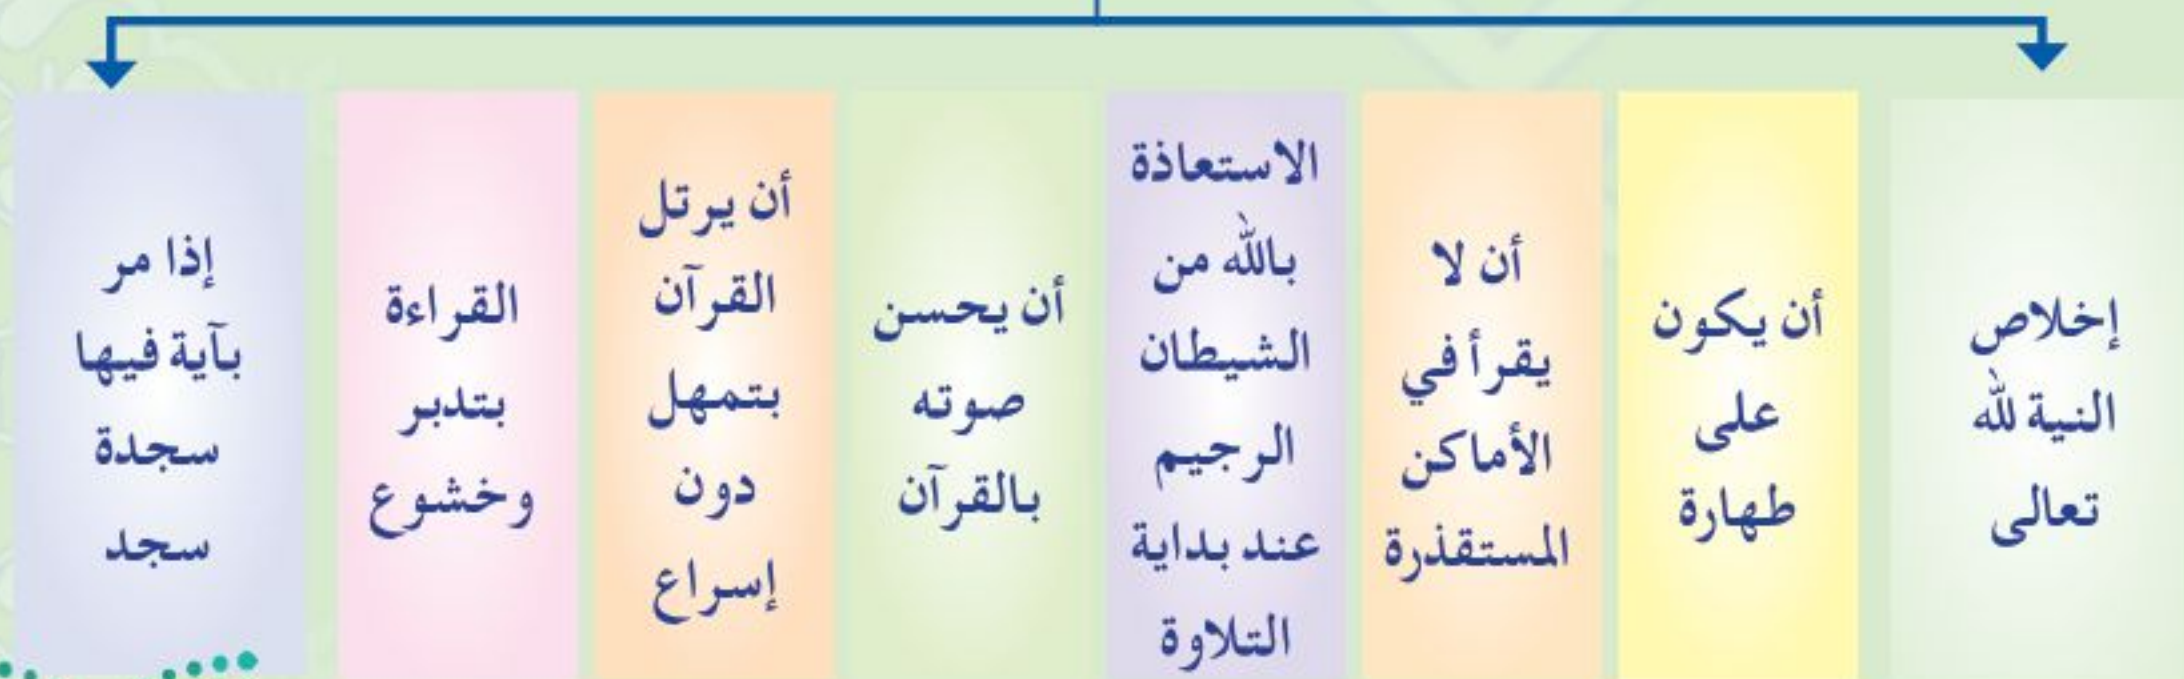 إخلاص
النية لله
تعالى
أن يكون
على
طهارة
أن لا
يقرأ في
الأماكن
المستقذرة
الاستعاذة
بالله من
الشيطان
الرجيم
عند بداية
التلاوة
أن يحسن
صوته
بالقرآن
أن يرتل
القرآن
بتمهل
دون
إسراع
القراءة
بتدبر
وخشوع
إذا مر
بآية فيها
سجدة
سجد